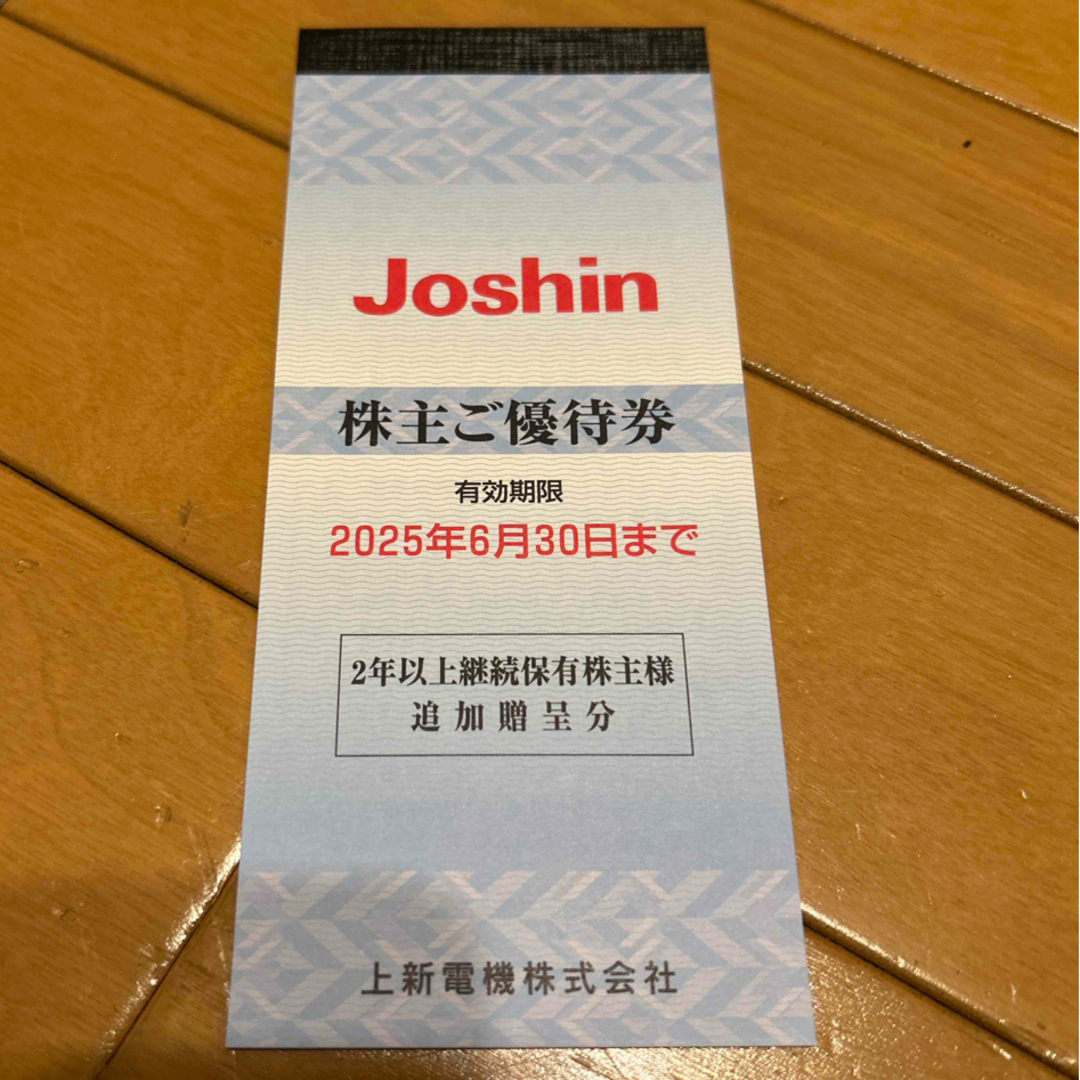 Joshin
株主ご優待券
有効期限
2025年6月30日まで
2年以上継続保有株主様
追加贈呈分
上新電機株式会社